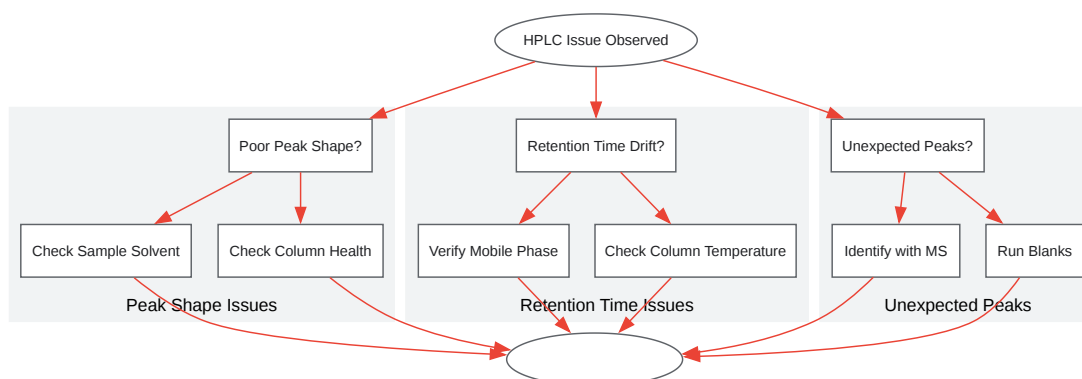 HPLC Issue Observed
Poor Peak Shape?
Retention Time Drift?
Unexpected Peaks?
Check Sample Solvent
Check Column Health
Verify Mobile Phase
Check Column Temperature
Identify with MS
Run Blanks
Peak Shape Issues
Retention Time Issues
Unexpected Peaks